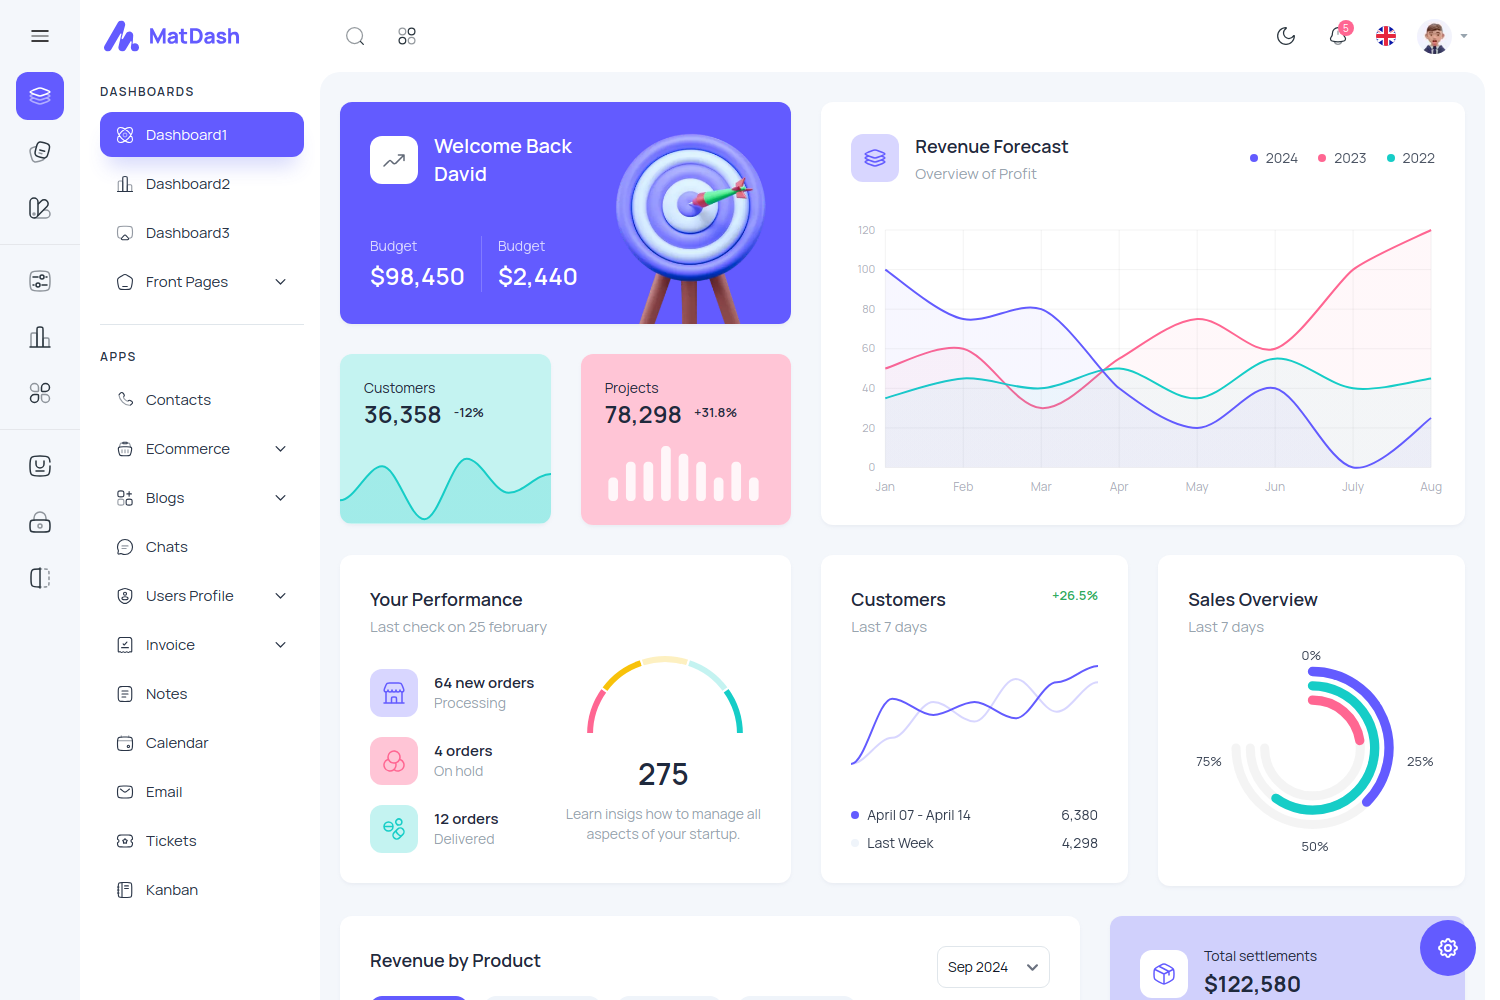 MatDash
5
DASHBOARDS
Dashboard1
Dashboard2
Dashboard3
Front Pages
APPS
Contacts
ECommerce
Blogs
Chats
Users Profile
Invoice
Notes
Calendar
Email
Tickets
Kanban
Welcome Back
David
Budget
$98,450
Budget
$2,440
Revenue Forecast
Overview of Profit
2024
2023
2022
120
100
80
60
40
20
0
Jan Feb Mar Apr May Jun July Aug
Customers
36,358 -12%
Projects
78,298 +31.8%
Your Performance
Last check on 25 february
64 new orders
Processing
4 orders
On hold
12 orders
Delivered
275
Learn insigs how to manage all
aspects of your startup.
Customers
+26.5%
Last 7 days
April 07 - April 14 6,380
Last Week 4,298
Sales Overview
Last 7 days
0%
25%
50%
75%
Revenue by Product
Sep 2024
Total settlements
$122,580